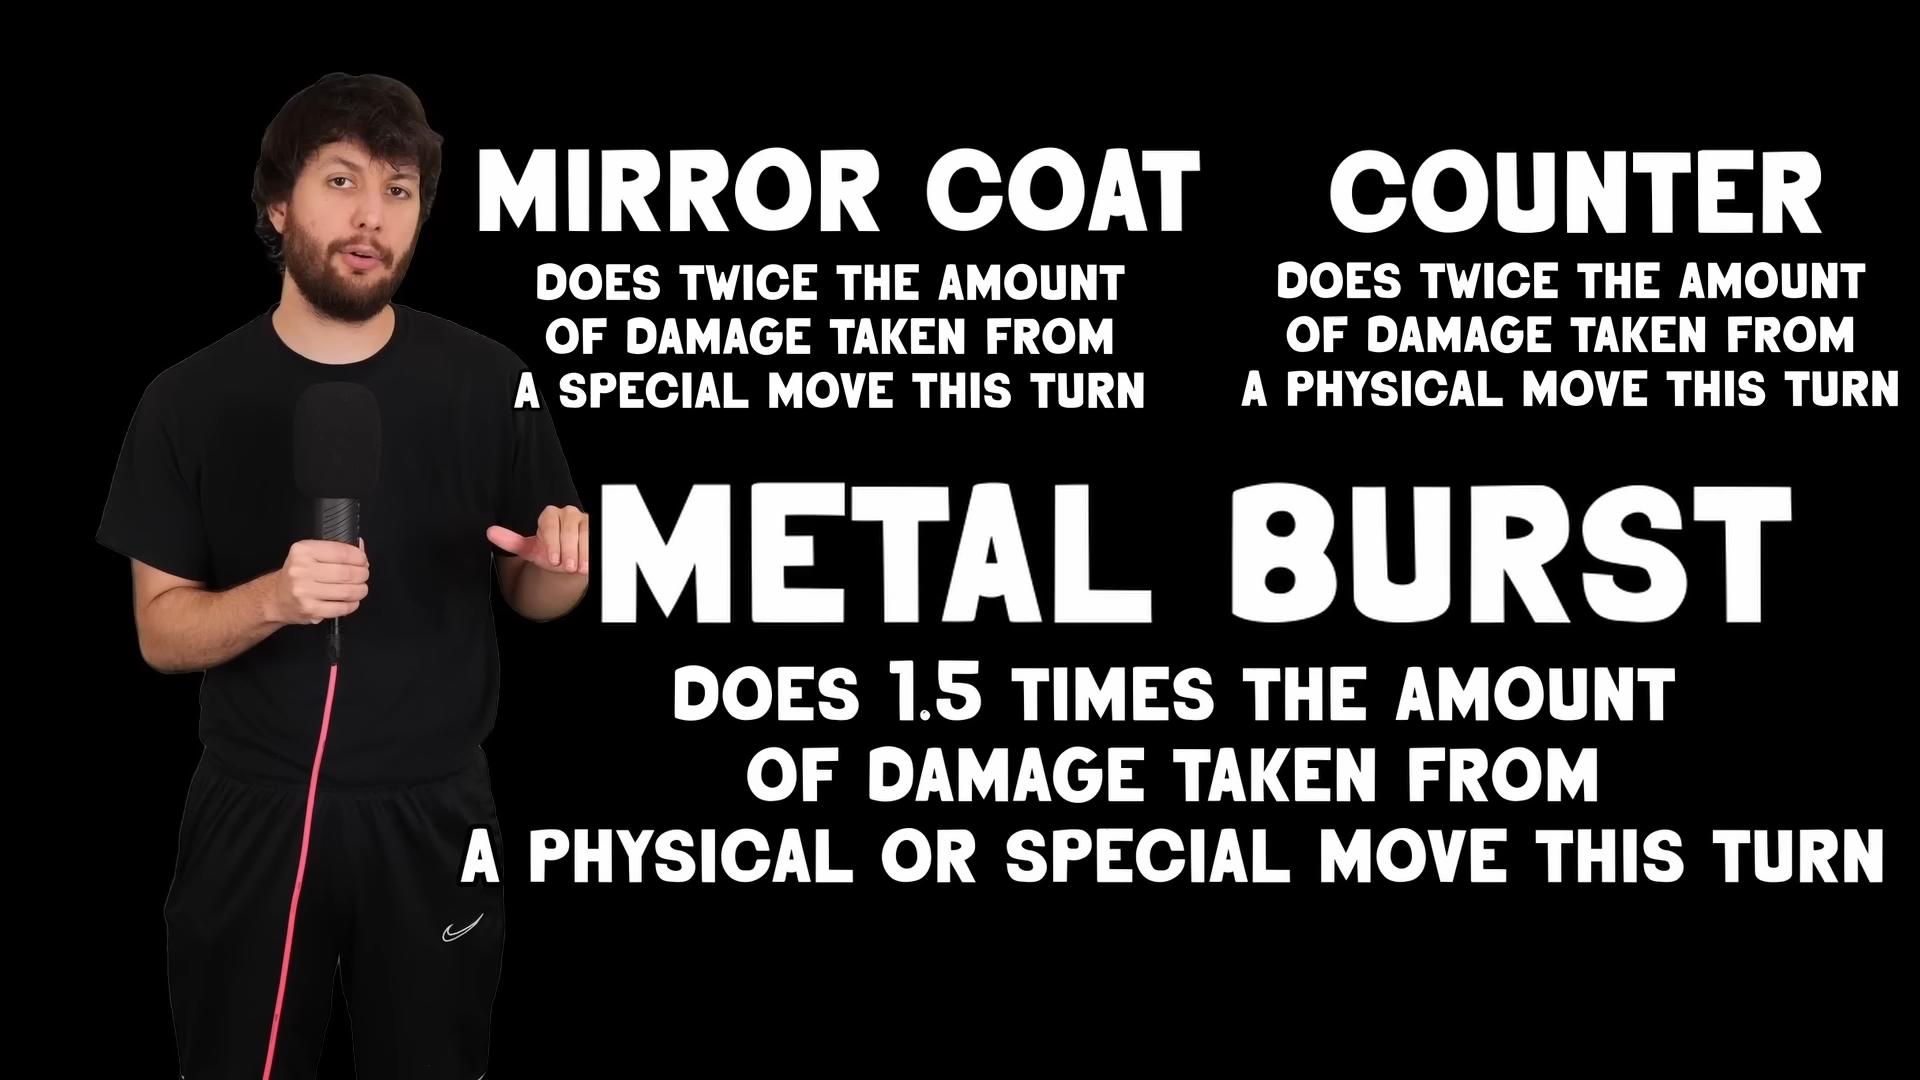 MIRROR COAT
DOES TWICE THE AMOUNT
OF DAMAGE TAKEN FROM
A SPECIAL MOVE THIS TURN
COUNTER
DOES TWICE THE AMOUNT
OF DAMAGE TAKEN FROM
A PHYSICAL MOVE THIS TURN
METAL BURST
DOES 1.5 TIMES THE AMOUNT
OF DAMAGE TAKEN FROM
A PHYSICAL OR SPECIAL MOVE THIS TURN